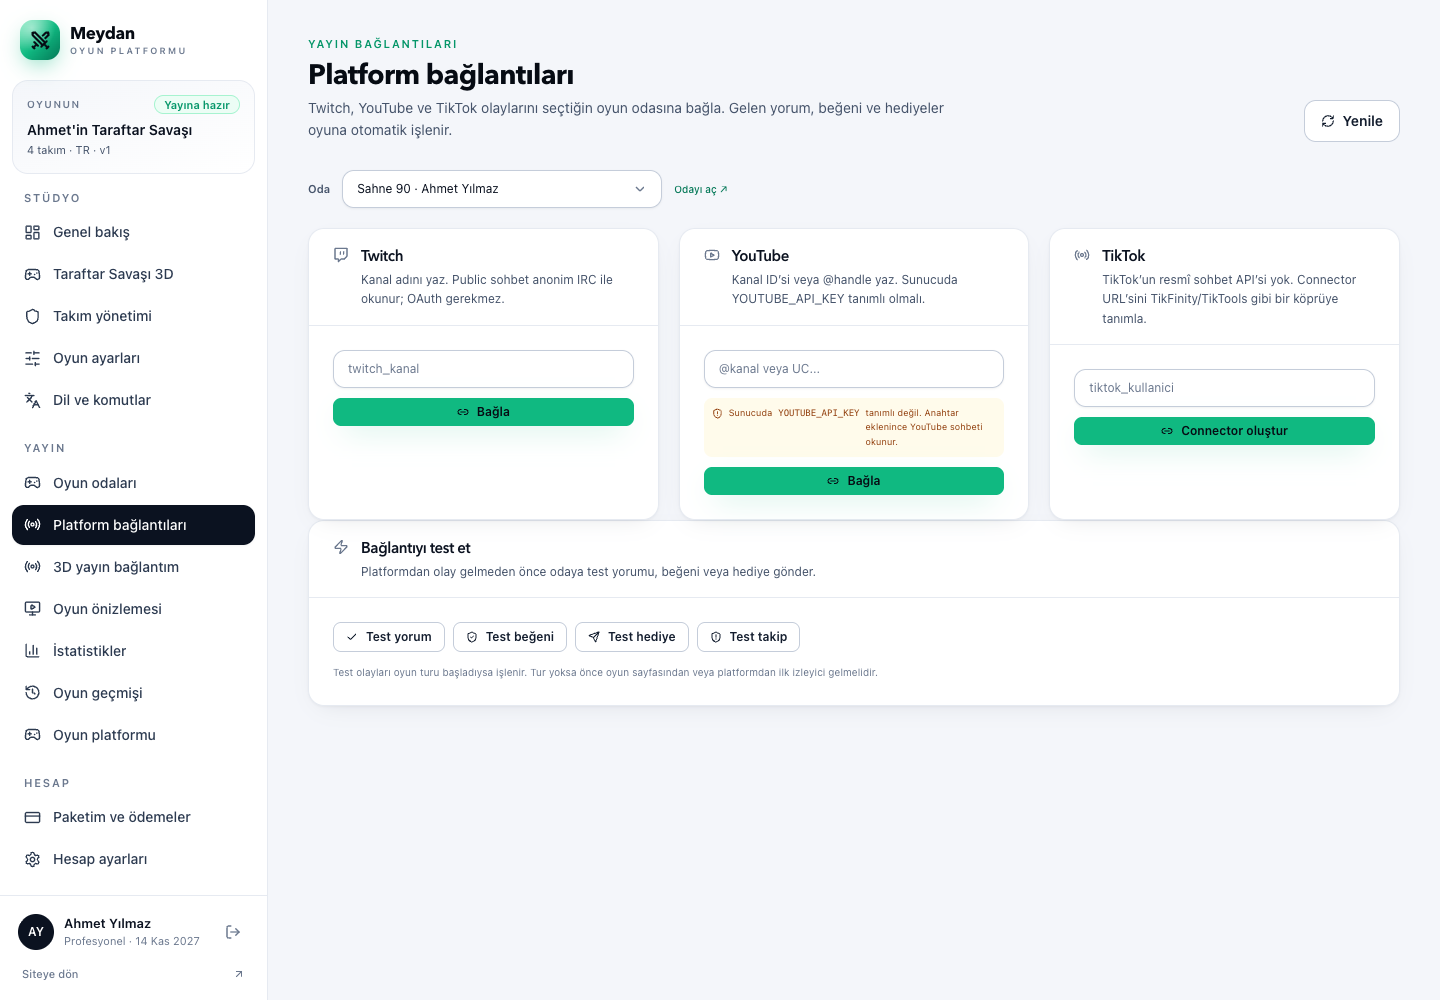 Meydan
OYUN PLATFORMU
OYUNUN
Yayına hazır
Ahmet'in Taraftar Savaşı
4 takım · TR · v1
STÜDYO
Genel bakış
Taraftar Savaşı 3D
Takım yönetimi
Oyun ayarları
Dil ve komutlar
YAYIN
Oyun odaları
Platform bağlantıları
3D yayın bağlantım
Oyun önizlemesi
İstatistikler
Oyun geçmişi
Oyun platformu
HESAP
Paketim ve ödemeler
Hesap ayarları
AY
Ahmet Yılmaz
Profesyonel · 14 Kas 2027
Siteye dön
YAYIN BAĞLANTILARI
Platform bağlantıları
Twitch, YouTube ve TikTok olaylarını seçtiğin oyun odasına bağla. Gelen yorum, beğeni ve hediyeler
oyuna otomatik işlenir.
Yenile
Oda
Sahne 90 · Ahmet Yılmaz
Odayı aç ↗
Twitch
Kanal adını yaz. Public sohbet anonim IRC ile
okunur; OAuth gerekmez.
twitch_kanal
Bağla
YouTube
Kanal ID'si veya @handle yaz. Sunucuda
YOUTUBE_API_KEY tanımlı olmalı.
@kanal veya UC...
Sunucuda YOUTUBE_API_KEY tanımlı değil. Anahtar
eklenince YouTube sohbeti
okunur.
Bağla
TikTok
TikTok'un resmî sohbet API'si yok. Connector
URL'sini TikFinity/TikTools gibi bir köprüye
tanımla.
tiktok_kullanici
Connector oluştur
Bağlantıyı test et
Platformdan olay gelmeden önce odaya test yorumu, beğeni veya hediye gönder.
Test yorum
Test beğeni
Test hediye
Test takip
Test olayları oyun turu başladıysa işlenir. Tur yoksa önce oyun sayfasından veya platformdan ilk izleyici gelmelidir.